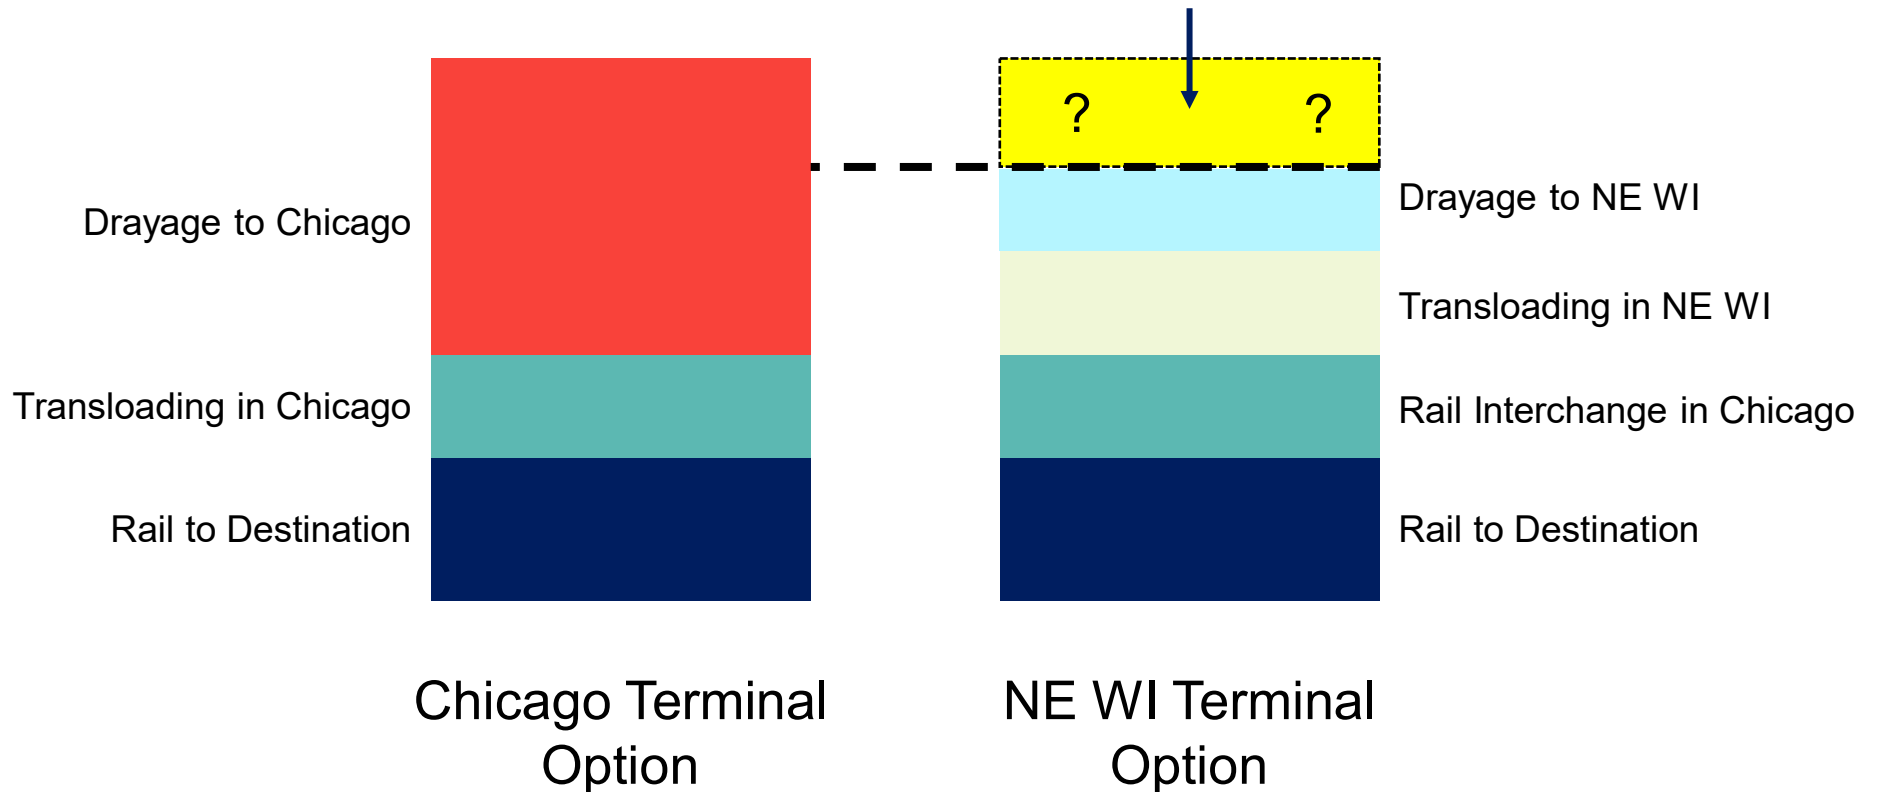 ? ?
Drayage to Chicago
Transloading in Chicago
Rail to Destination
Drayage to NE WI
Transloading in NE WI
Rail Interchange in Chicago
Rail to Destination
Chicago Terminal
Option
NE WI Terminal
Option